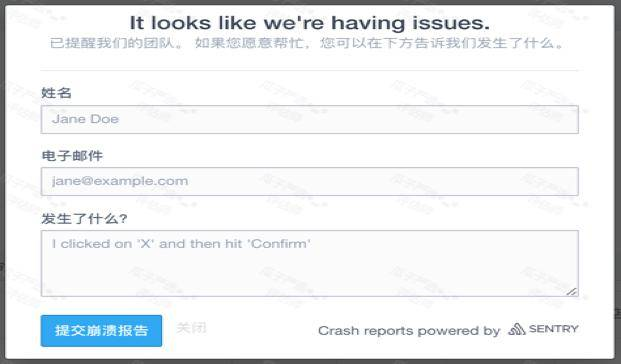 It looks like we're having issues.
已提醒我们的团队。 如果您愿意帮忙，您可以在下方告诉我们发生了什么。
姓名
Jane Doe
电子邮件
jane@example.com
发生了什么?
I clicked on 'X' and then hit 'Confirm'
提交崩溃报告 关闭
Crash reports powered by SENTRY